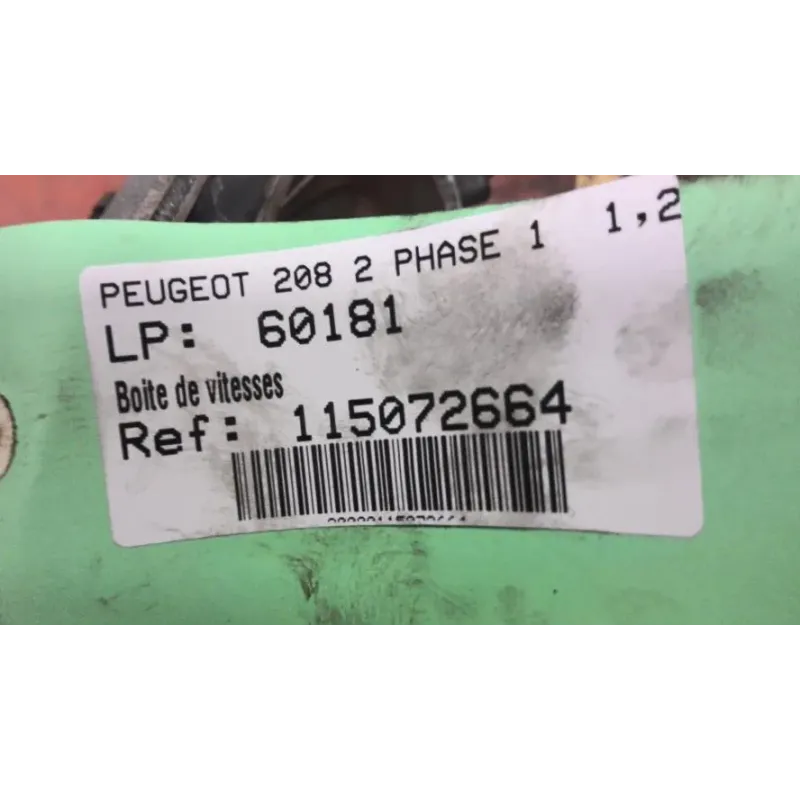 PEUGEOT 208 2 PHASE 1 1,2
LP: 60181
Boite de vitesses
Ref: 115072664